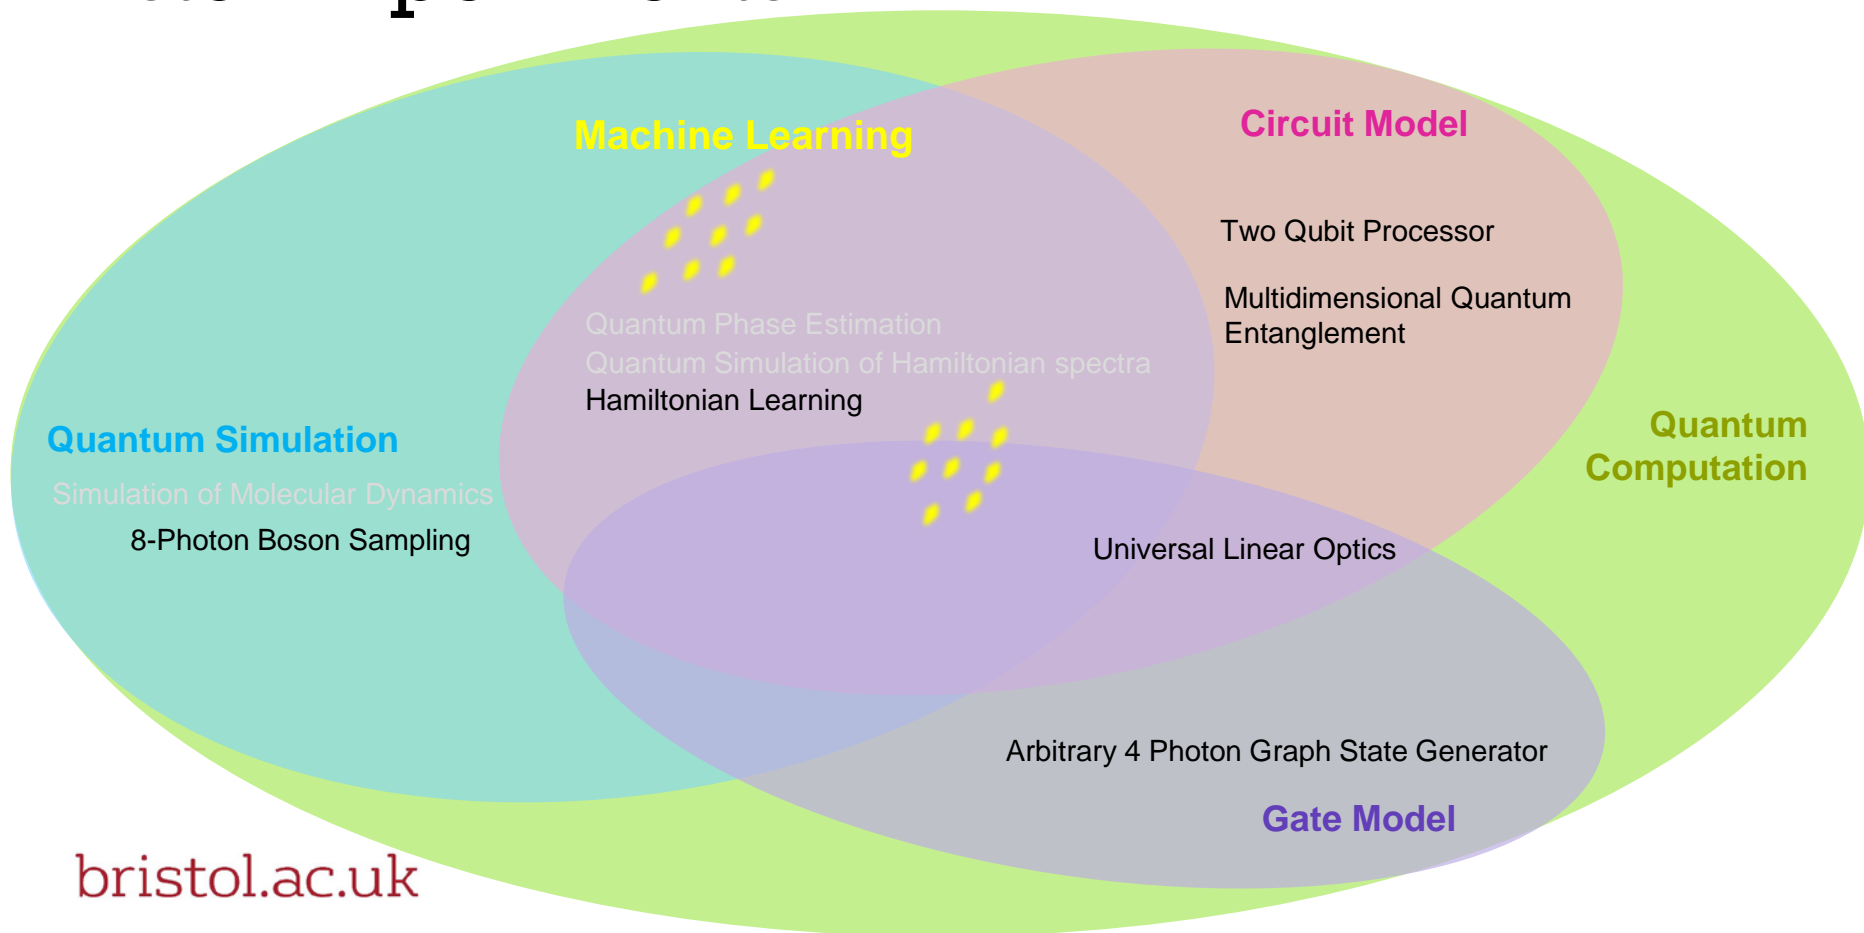 Machine Learning
Circuit Model
Two Qubit Processor
Multidimensional Quantum
Entanglement
Quantum Phase Estimation
Quantum Simulation of Hamiltonian spectra
Hamiltonian Learning
Quantum Simulation
Simulation of Molecular Dynamics
8-Photon Boson Sampling
Quantum
Computation
Universal Linear Optics
Arbitrary 4 Photon Graph State Generator
Gate Model
bristol.ac.uk